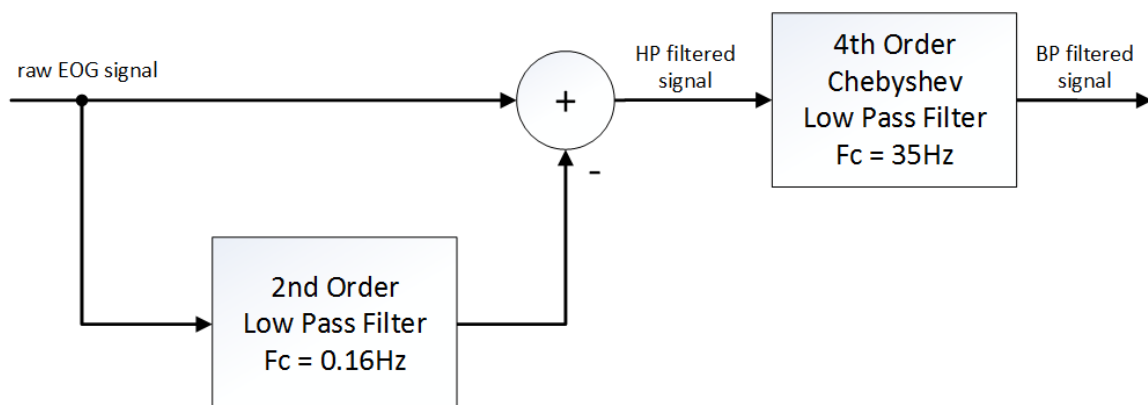 raw EOG signal
+
-
HP filtered
signal
4th Order
Chebyshev
Low Pass Filter
Fc = 35Hz
BP filtered
signal
2nd Order
Low Pass Filter
Fc = 0.16Hz